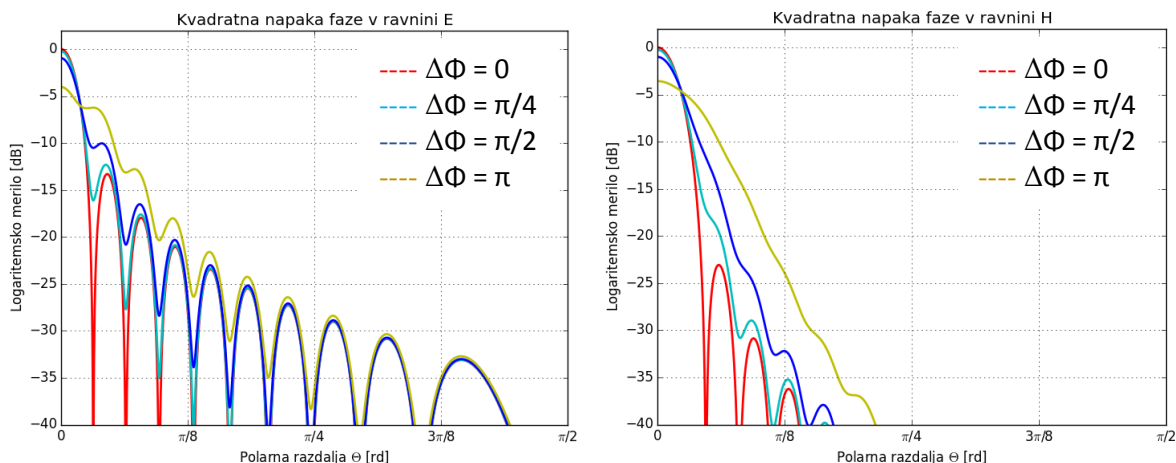 Kvadratna napaka faze v ravnini E
Logaritemsko merilo [dB]
0
−5
−10
−15
−20
−25
−30
−35
−40
ΔΦ = 0
ΔΦ = π/4
ΔΦ = π/2
ΔΦ = π
0
π/8
π/4
3π/8
π/2
Polarna razdalja Θ [rd]
Kvadratna napaka faze v ravnini H
Logaritemsko merilo [dB]
0
−5
−10
−15
−20
−25
−30
−35
−40
ΔΦ = 0
ΔΦ = π/4
ΔΦ = π/2
ΔΦ = π
0
π/8
π/4
3π/8
π/2
Polarna razdalja Θ [rd]